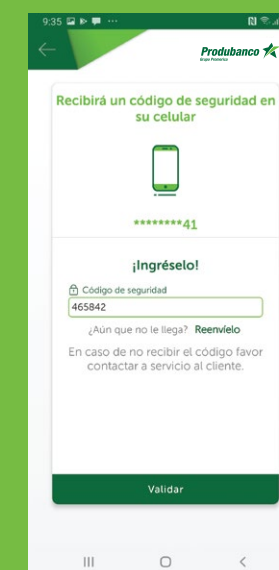 9:35
Produbanco
Grupo Promerica
Recibirá un código de seguridad en
su celular
********41
¡Ingréselo!
Código de seguridad
465842
¿Aún que no le llega? Reenvíelo
En caso de no recibir el código favor
contactar a servicio al cliente.
Validar